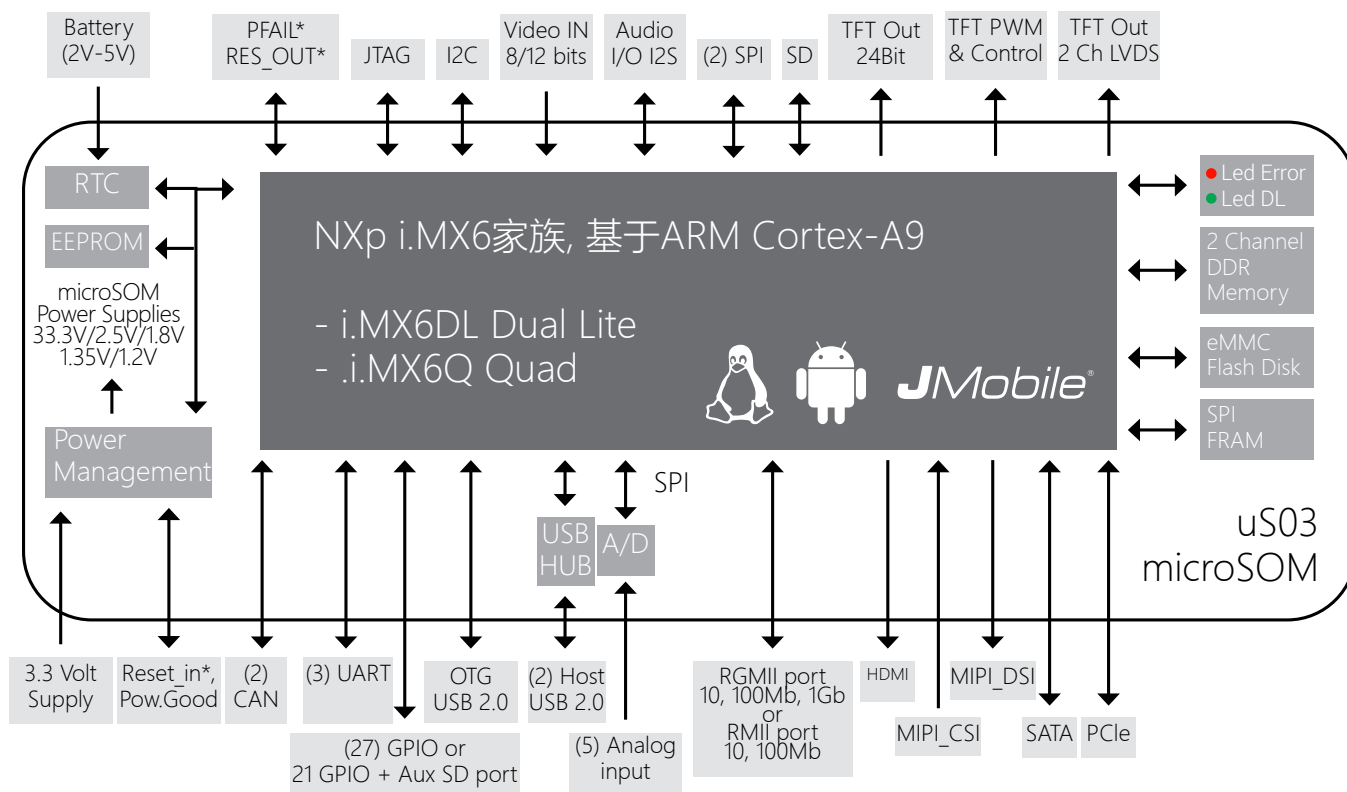 Battery
(2V-5V)
PFAIL*
RES_OUT*
JTAG
I2C
Video IN
8/12 bits
Audio
I/O I2S
(2) SPI
SD
TFT Out
24Bit
TFT PWM
& Control
TFT Out
2 Ch LVDS
RTC
EEPROM
microSOM
Power Supplies
33.3V/2.5V/1.8V
1.35V/1.2V
Power
Management
NXp i.MX6家族, 基于ARM Cortex-A9
- i.MX6DL Dual Lite
- .i.MX6Q Quad
JMobile®
Led Error
Led DL
2 Channel
DDR
Memory
eMMC
Flash Disk
SPI
FRAM
SPI
USB
HUB
A/D
uS03
microSOM
3.3 Volt
Supply
Reset_in*,
Pow.Good
(2)
CAN
(3) UART
(27) GPIO or
21 GPIO + Aux SD port
OTG
USB 2.0
(2) Host
USB 2.0
(5) Analog
input
RGMII port
10, 100Mb, 1Gb
or
RMII port
10, 100Mb
HDMI
MIPI_CSI
MIPI_DSI
SATA
PCIe